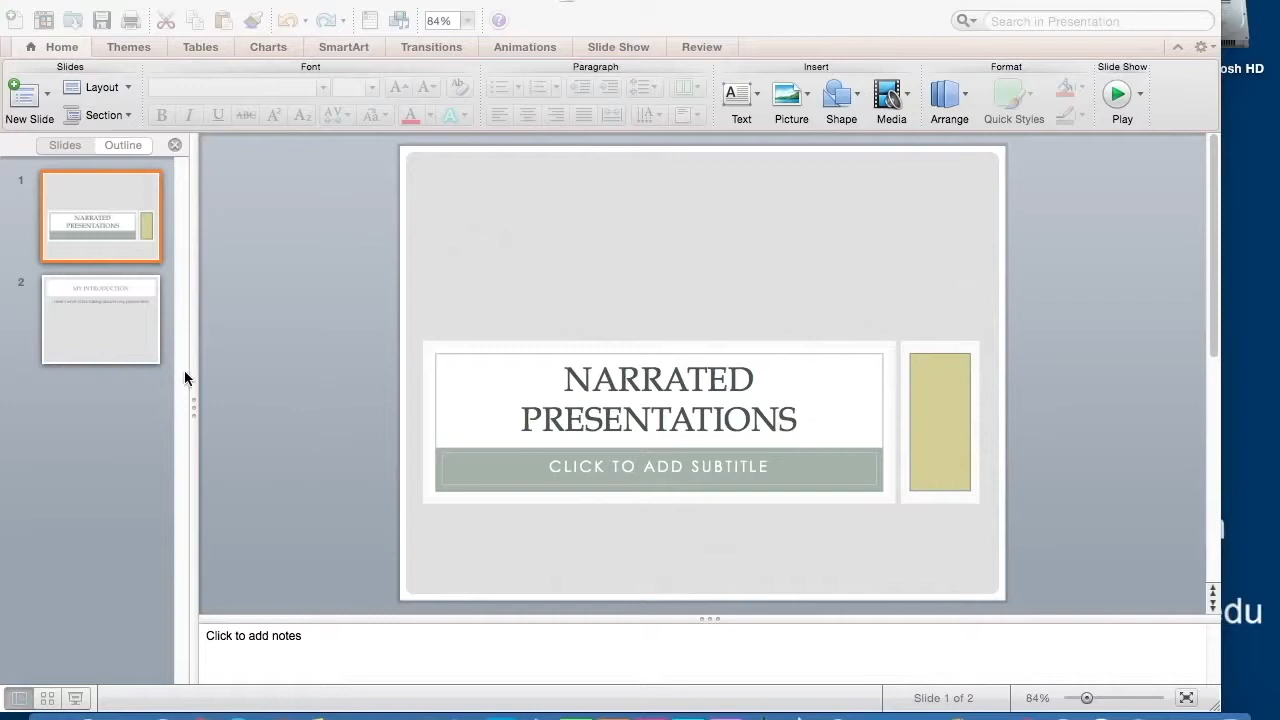 84%
Search in Presentation
Home Themes Tables Charts SmartArt Transitions Animations Slide Show Review
Slides Font Paragraph Insert Format Slide Show
Layout
New Slide Section Text Picture Shape Media Arrange Quick Styles Play
osh HD
Slides Outline
1
NARRATED
PRESENTATIONS
2
MY INTRODUCTION
NARRATED
PRESENTATIONS
CLICK TO ADD SUBTITLE
Click to add notes
edu
Slide 1 of 2 84%